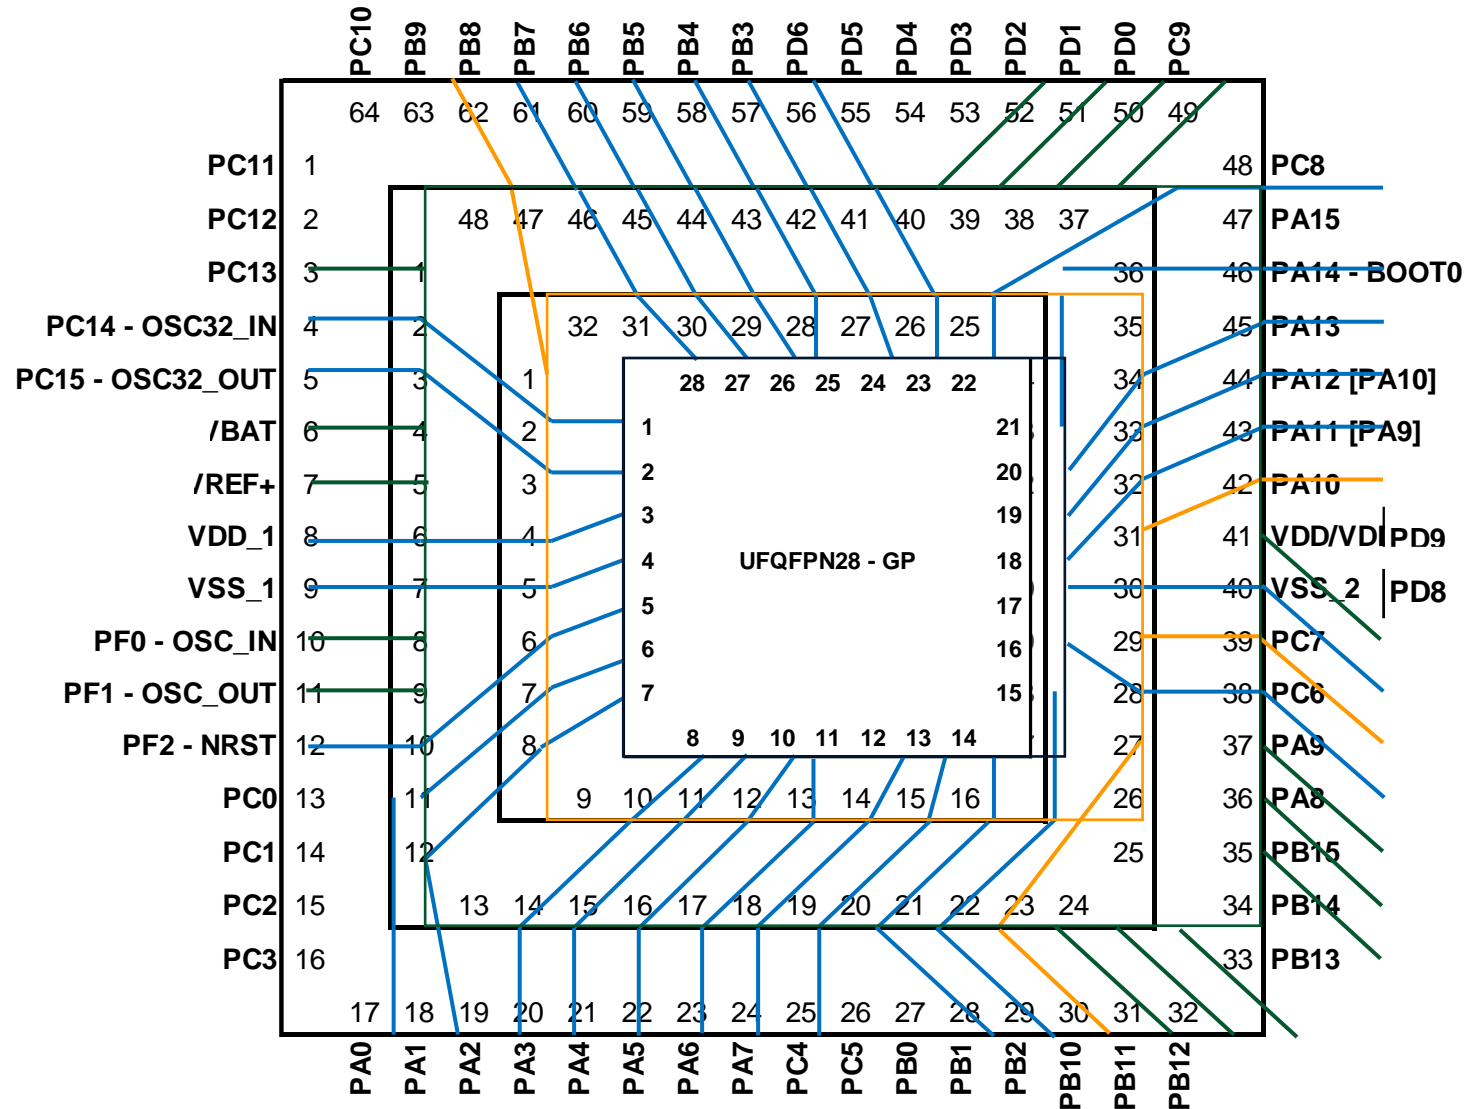 PC10 PB9 PB8 PB7 PB6 PB5 PB4 PB3 PD6 PD5 PD4 PD3 PD2 PD1 PD0 PC9
64 63 62 61 60 59 58 57 56 55 54 53 52 51 50 49
PC11 1 48 PC8
PC12 2 48 47 46 45 44 43 42 41 40 39 38 37 47 PA15
PC13 3 1 36 46 PA14 - BOOT0
PC14 - OSC32_IN 4 2 32 31 30 29 28 27 26 25 35 45 PA13
PC15 - OSC32_OUT 5 3 1 28 27 26 25 24 23 22 34 44 PA12 [PA10]
/BAT 6 4 2 1 21 33 43 PA11 [PA9]
/REF+ 7 5 3 2 20 32 42 PA10
VDD_1 8 6 4 3 19 31 41 VDD/VDI PD9
UFQFPN28 - GP
VSS_1 9 7 5 4 18 30 40 VSS_2 PD8
PF0 - OSC_IN 10 8 6 5 17 29 39 PC7
PF1 - OSC_OUT 11 9 7 6 16 28 38 PC6
7 15
PF2 - NRST 12 10 8 8 9 10 11 12 13 14 27 37 PA9
PC0 13 11 9 10 11 12 13 14 15 16 26 36 PA8
PC1 14 12 25 35 PB15
PC2 15 13 14 15 16 17 18 19 20 21 22 23 24 34 PB14
PC3 16 33 PB13
17 18 19 20 21 22 23 24 25 26 27 28 29 30 31 32
PA0 PA1 PA2 PA3 PA4 PA5 PA6 PA7 PC4 PC5 PB0 PB1 PB2 PB10 PB11 PB12